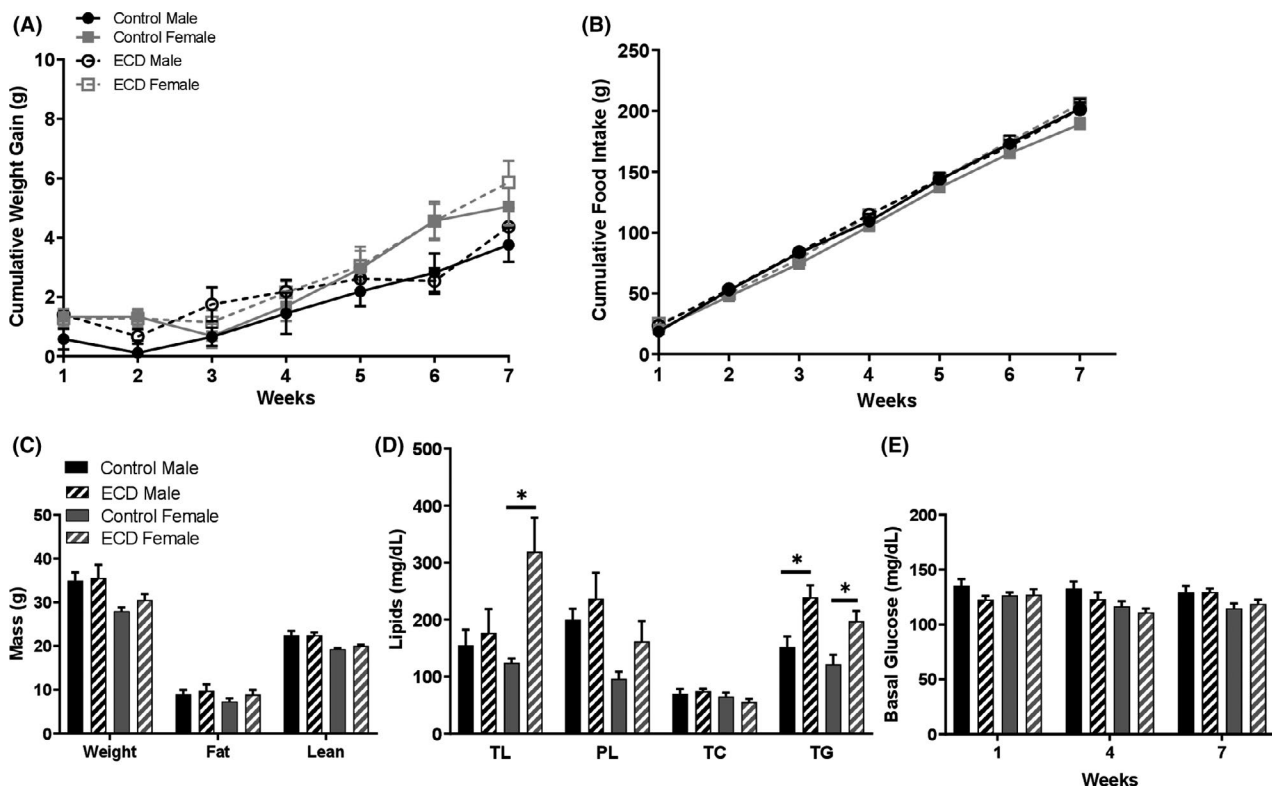 (A)
Control Male
Control Female
ECD Male
ECD Female
Cumulative Weight Gain (g)
10
8
6
4
2
0
1 2 3 4 5 6 7
Weeks
(B)
Cumulative Food Intake (g)
250
200
150
100
50
0
1 2 3 4 5 6 7
Weeks
(C)
Control Male
ECD Male
Control Female
ECD Female
Mass (g)
50
40
30
20
10
0
Weight Fat Lean
(D)
Lipids (mg/dL)
500
400
300
200
100
0
*
* *
TL PL TC TG
(E)
Basal Glucose (mg/dL)
200
150
100
50
0
1 4 7
Weeks